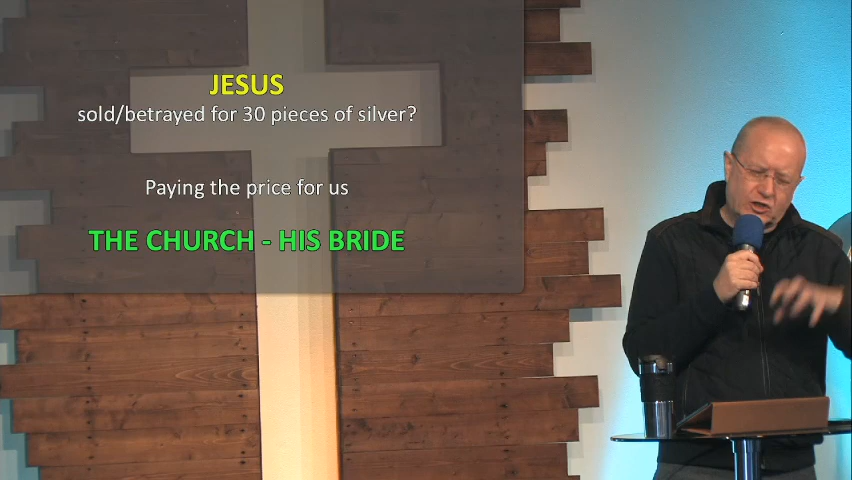 JESUS
sold/betrayed for 30 pieces of silver?
Paying the price for us
THE CHURCH - HIS BRIDE